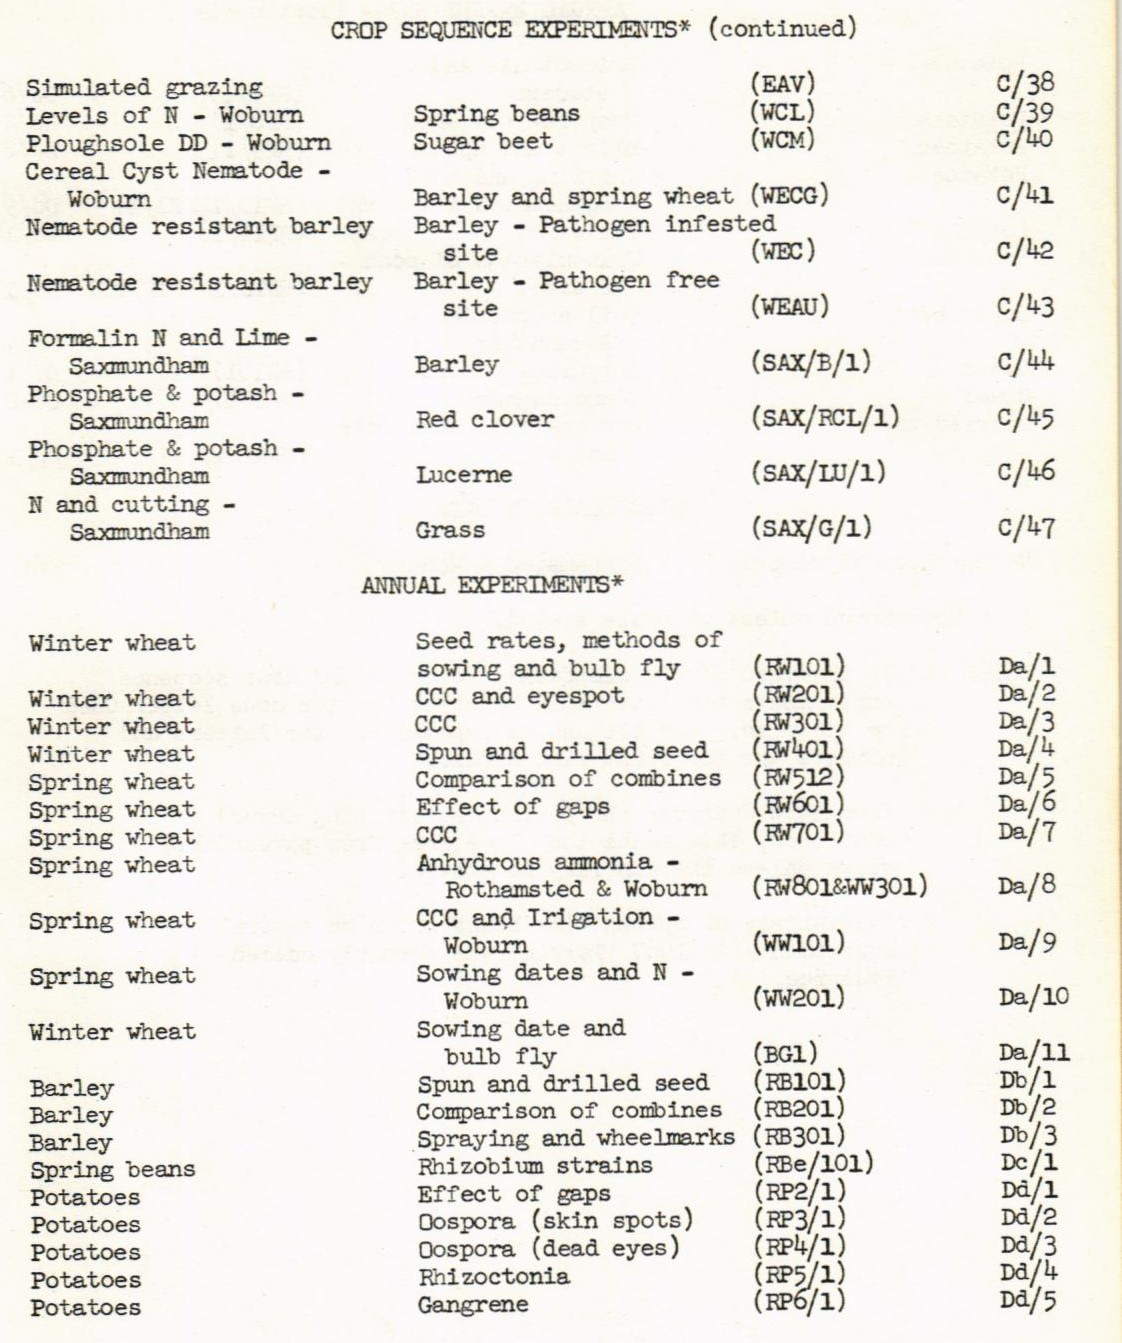 CROP SEQUENCE EXPERIMENTS* (continued)
Simulated grazing (EAV) C/38
Levels of N - Woburn Spring beans (WCL) C/39
Ploughsole DD - Woburn Sugar beet (WCM) C/40
Cereal Cyst Nematode -
Woburn Barley and spring wheat (WECG) C/41
Nematode resistant barley Barley - Pathogen infested
site (WEC) C/42
Nematode resistant barley Barley - Pathogen free
site (WEAU) C/43
Formalin N and Lime -
Saxmundham Barley (SAX/B/1) C/44
Phosphate & potash -
Saxmundham Red clover (SAX/RCL/1) C/45
Phosphate & potash -
Saxmundham Lucerne (SAX/LU/1) C/46
N and cutting -
Saxmundham Grass (SAX/G/1) C/47
ANNUAL EXPERIMENTS*
Winter wheat Seed rates, methods of
sowing and bulb fly (RW101) Da/1
Winter wheat CCC and eyespot (RW201) Da/2
Winter wheat CCC (RW301) Da/3
Winter wheat Spun and drilled seed (RW401) Da/4
Spring wheat Comparison of combines (RW512) Da/5
Spring wheat Effect of gaps (RW601) Da/6
Spring wheat CCC (RW701) Da/7
Spring wheat Anhydrous ammonia -
Rothamsted & Woburn (RW801&WW301) Da/8
Spring wheat CCC and Irigation -
Woburn (WW101) Da/9
Spring wheat Sowing dates and N -
Woburn (WW201) Da/10
Winter wheat Sowing date and
bulb fly (BG1) Da/11
Barley Spun and drilled seed (RB101) Db/1
Barley Comparison of combines (RB201) Db/2
Barley Spraying and wheelmarks (RB301) Db/3
Spring beans Rhizobium strains (RBe/101) Dc/1
Potatoes Effect of gaps (RP2/1) Dd/1
Potatoes Oospora (skin spots) (RP3/1) Dd/2
Potatoes Oospora (dead eyes) (RP4/1) Dd/3
Potatoes Rhizoctonia (RP5/1) Dd/4
Potatoes Gangrene (RP6/1) Dd/5